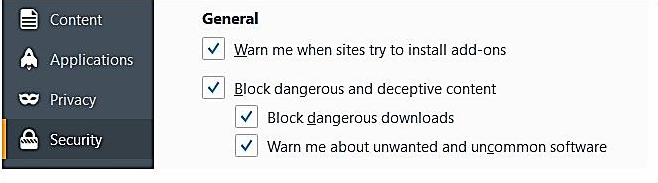 Content
Applications
Privacy
Security
General
Warn me when sites try to install add-ons
Block dangerous and deceptive content
Block dangerous downloads
Warn me about unwanted and uncommon software